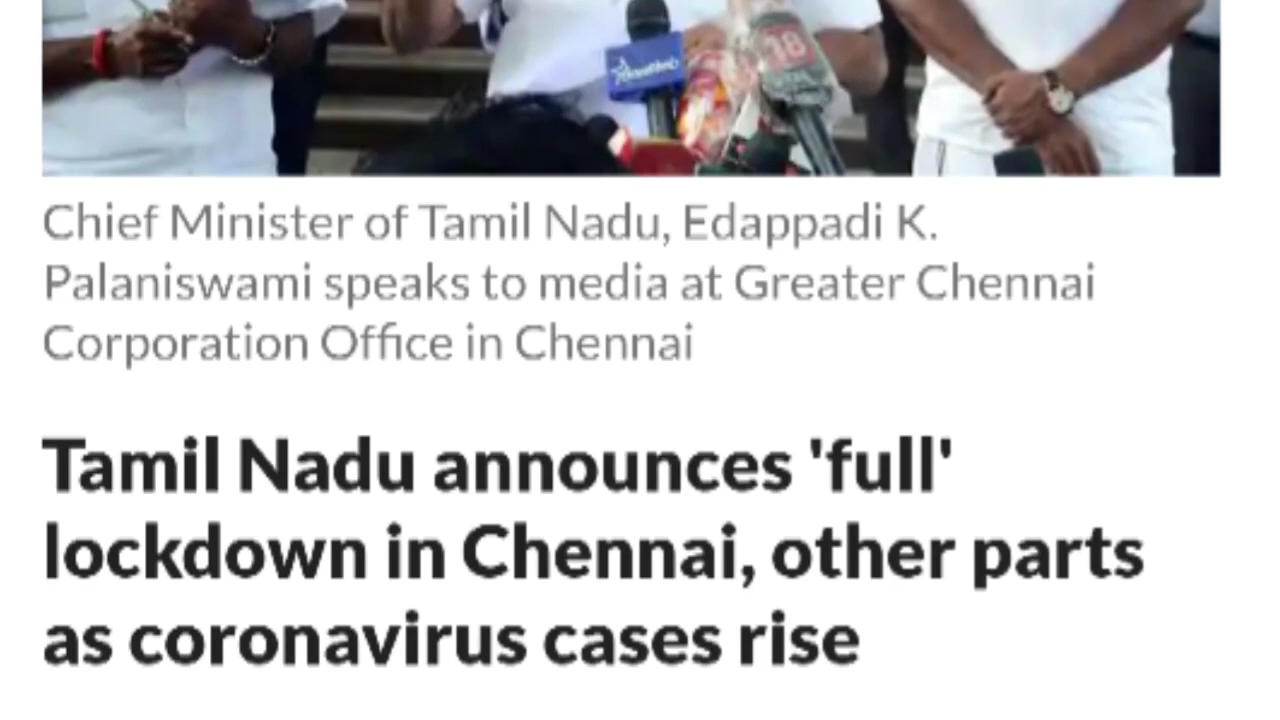 18
Chief Minister of Tamil Nadu, Edappadi K.
Palaniswami speaks to media at Greater Chennai
Corporation Office in Chennai
Tamil Nadu announces 'full'
lockdown in Chennai, other parts
as coronavirus cases rise